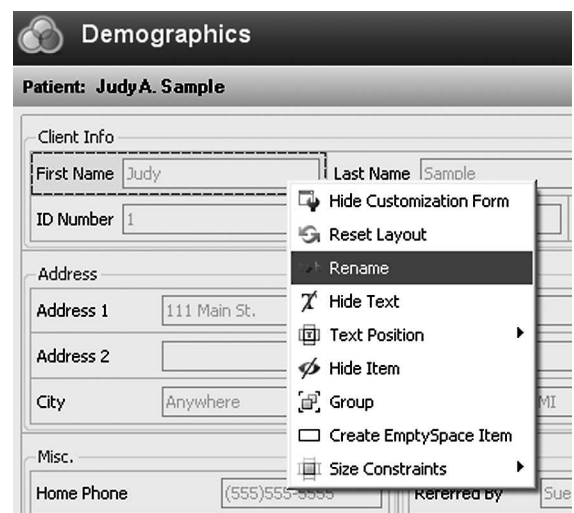 Demographics
Patient: Judy A. Sample
Client Info
First Name Judy Last Name Sample
Hide Customization Form
ID Number 1
Reset Layout
Rename
Address
Hide Text
Address 1 111 Main St.
Text Position
Address 2
Hide Item
City Anywhere MI
Group
Create EmptySpace Item
Misc.
Size Constraints
Home Phone (555)555-5555 Referred By Sue